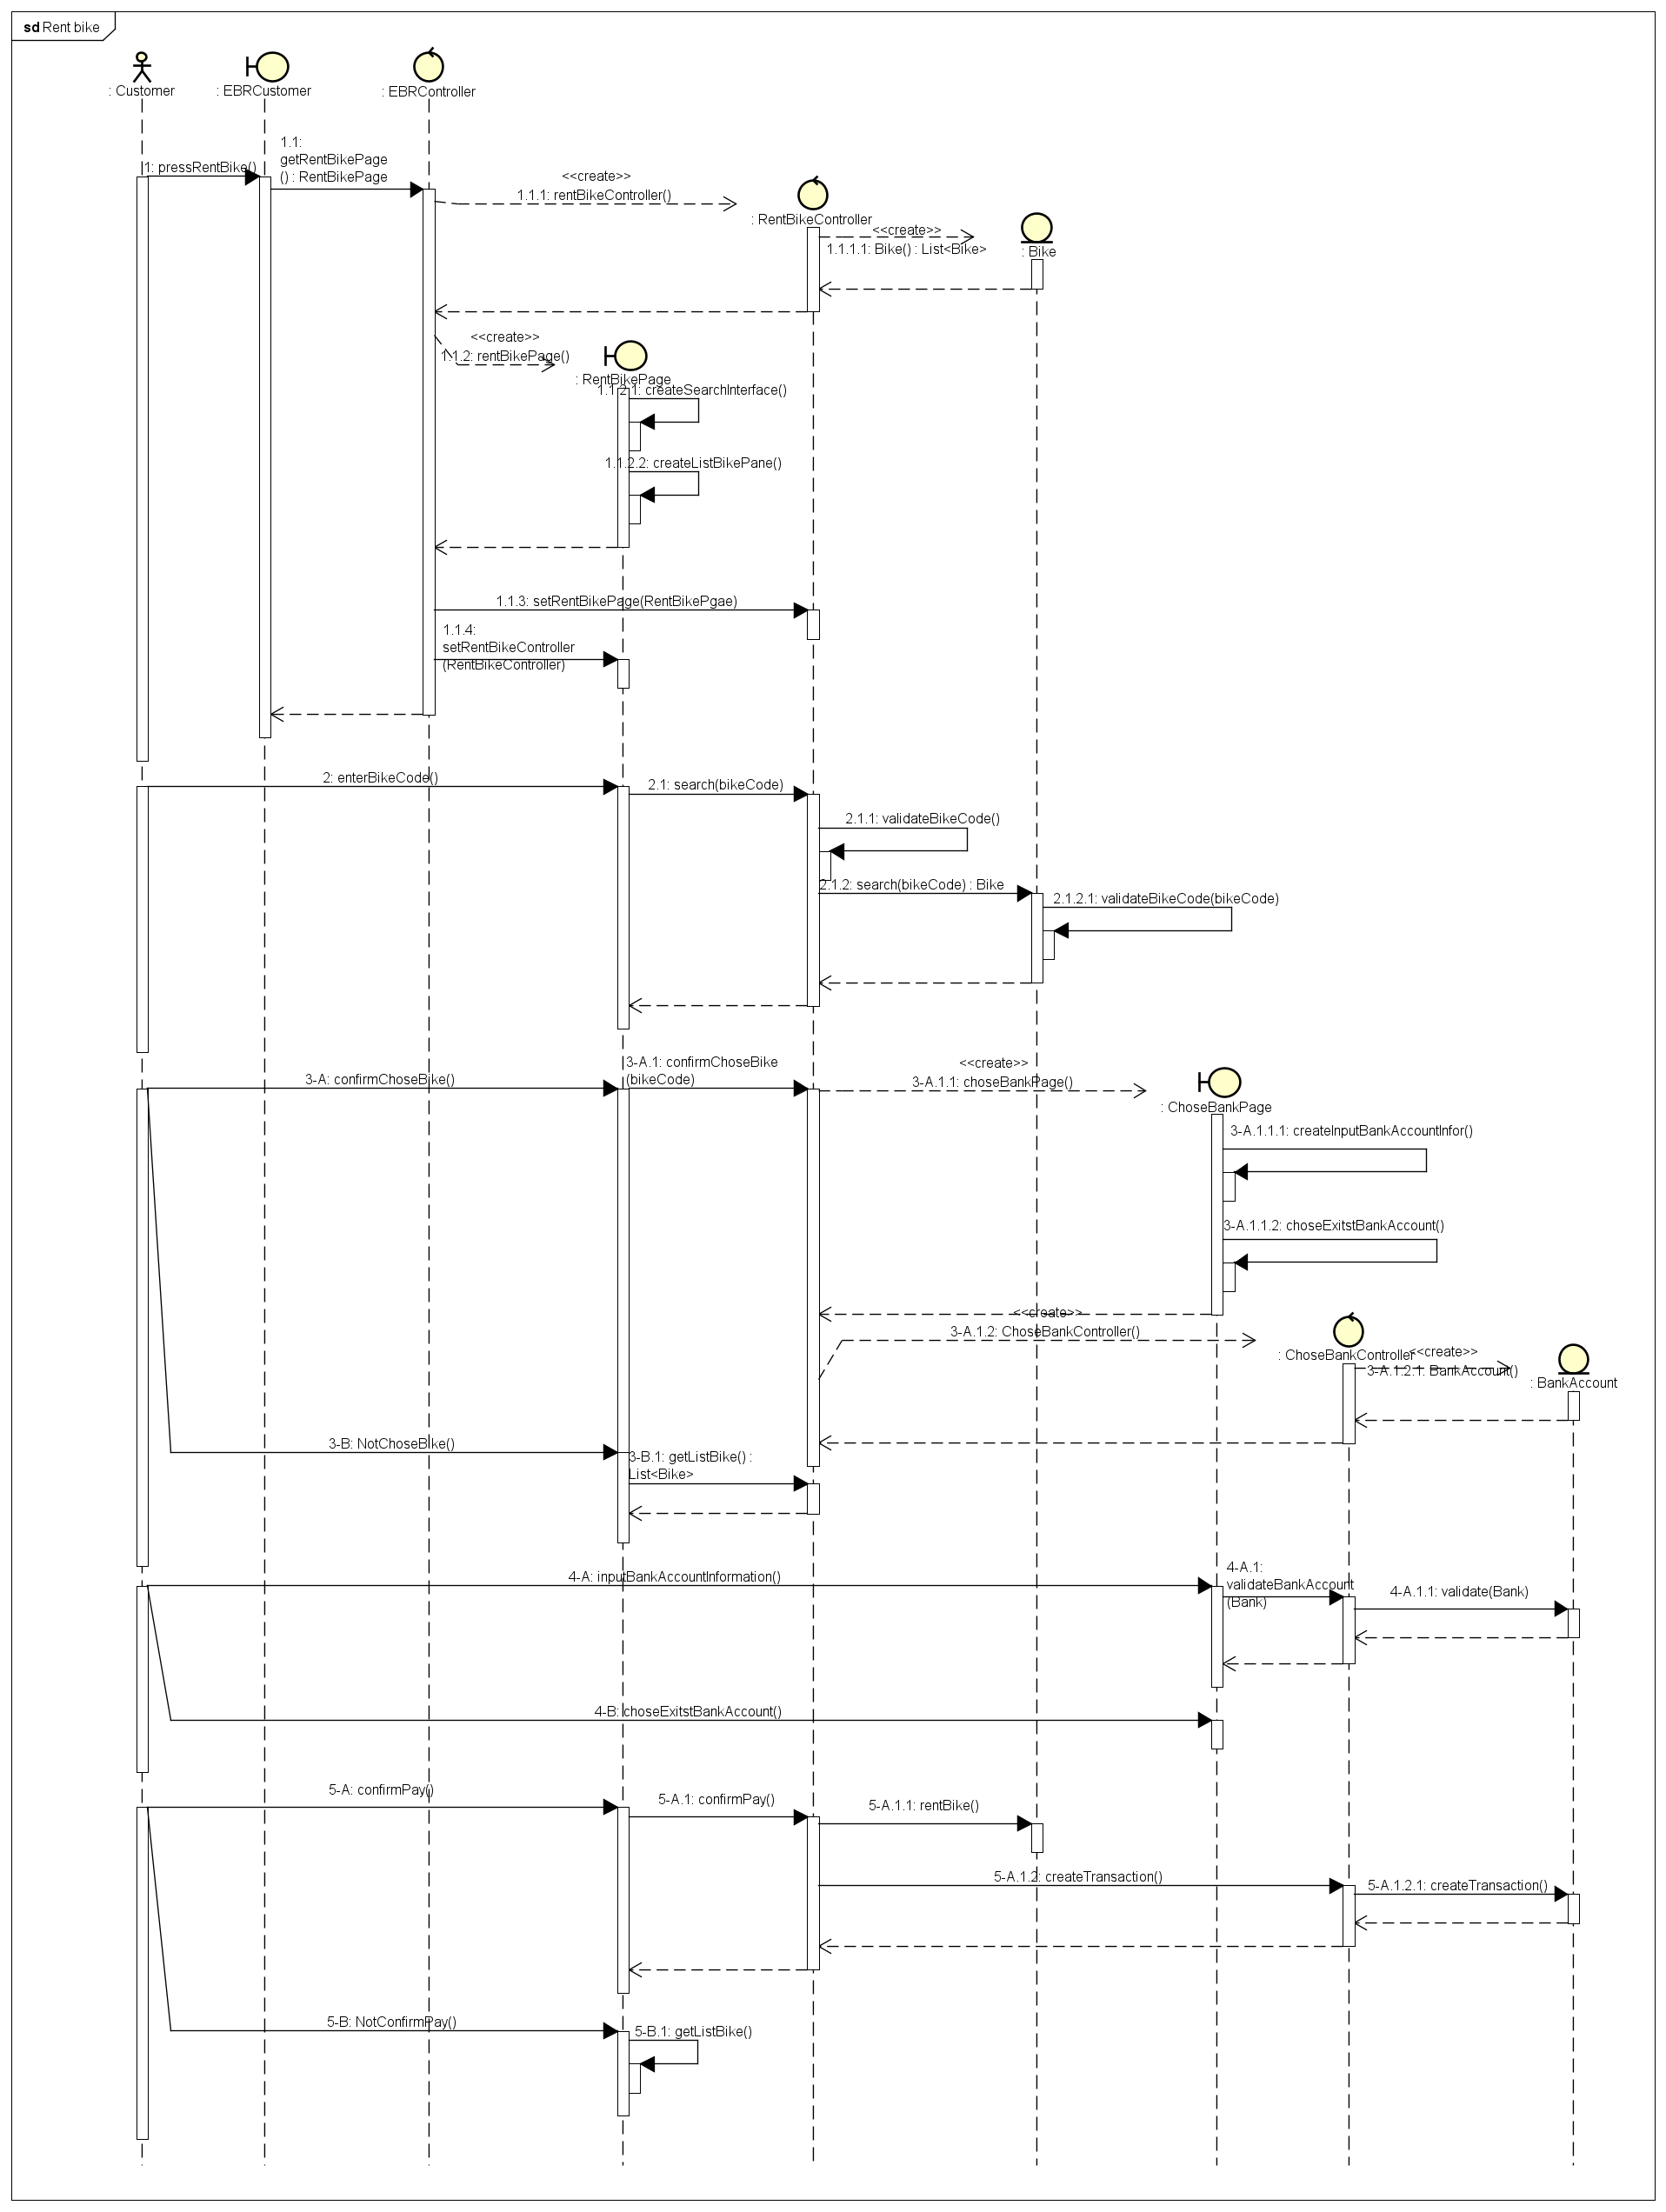 sd Rent bike
: Customer
: EBRCustomer
: EBRController
1: pressRentBike()
1.1:
getRentBikePage
() : RentBikePage
<<create>>
1.1.1: rentBikeController()
: RentBikeController
<<create>>
1.1.1.1: Bike() : List<Bike>
: Bike
<<create>>
1.1.2: rentBikePage()
: RentBikePage
1.1.2.1: createSearchInterface()
1.1.2.2: createListBikePane()
1.1.3: setRentBikePage(RentBikePgae)
1.1.4:
setRentBikeController
(RentBikeController)
2: enterBikeCode()
2.1: search(bikeCode)
2.1.1: validateBikeCode()
2.1.2: search(bikeCode) : Bike
2.1.2.1: validateBikeCode(bikeCode)
3-A: confirmChoseBike()
3-A.1: confirmChoseBike
(bikeCode)
<<create>>
3-A.1.1: choseBankPage()
: ChoseBankPage
3-A.1.1.1: createInputBankAccountInfor()
3-A.1.1.2: choseExitstBankAccount()
<<create>>
3-A.1.2: ChoseBankController()
: ChoseBankController
<<create>>
3-A.1.2.1: BankAccount()
: BankAccount
3-B: NotChoseBike()
3-B.1: getListBike() :
List<Bike>
4-A: inputBankAccountInformation()
4-A.1:
validateBankAccount
(Bank)
4-A.1.1: validate(Bank)
4-B: choseExitstBankAccount()
5-A: confirmPay()
5-A.1: confirmPay()
5-A.1.1: rentBike()
5-A.1.2: createTransaction()
5-A.1.2.1: createTransaction()
5-B: NotConfirmPay()
5-B.1: getListBike()